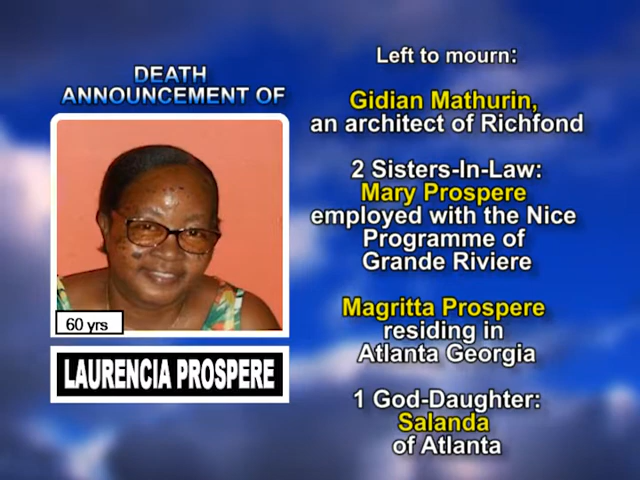 DEATH
ANNOUNCEMENT OF
60 yrs
LAURENCIA PROSPERE
Left to mourn:
Gidian Mathurin,
an architect of Richfond
2 Sisters-In-Law:
Mary Prospere
employed with the Nice
Programme of
Grande Riviere
Magritta Prospere
residing in
Atlanta Georgia
1 God-Daughter:
Salanda
of Atlanta